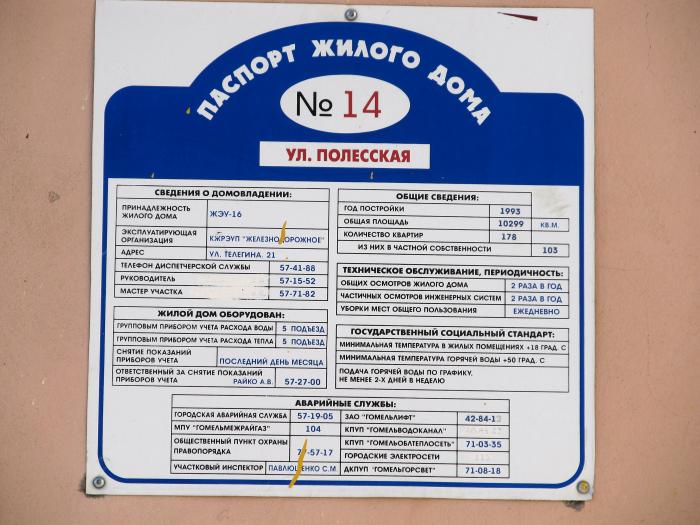 ПАСПОРТ ЖИЛОГО ДОМА
№ 14
УЛ. ПОЛЕССКАЯ
СВЕДЕНИЯ О ДОМОВЛАДЕНИИ:
ПРИНАДЛЕЖНОСТЬ ЖИЛОГО ДОМА ЖЭУ-16
ЭКСПЛУАТИРУЮЩАЯ ОРГАНИЗАЦИЯ КЖРЭУП "ЖЕЛЕЗНОДОРОЖНОЕ"
АДРЕС УЛ. ТЕЛЕГИНА, 21
ТЕЛЕФОН ДИСПЕТЧЕРСКОЙ СЛУЖБЫ 57-41-88
РУКОВОДИТЕЛЬ 57-15-52
МАСТЕР УЧАСТКА 57-71-82
ЖИЛОЙ ДОМ ОБОРУДОВАН:
ГРУППОВЫМ ПРИБОРОМ УЧЕТА РАСХОДА ВОДЫ 5 ПОДЪЕЗД
ГРУППОВЫМ ПРИБОРОМ УЧЕТА РАСХОДА ТЕПЛА 5 ПОДЪЕЗД
СНЯТИЕ ПОКАЗАНИЙ ПРИБОРОВ УЧЕТА ПОСЛЕДНИЙ ДЕНЬ МЕСЯЦА
ОТВЕТСТВЕННЫЙ ЗА СНЯТИЕ ПОКАЗАНИЙ ПРИБОРОВ УЧЕТА РАЙКО А.В. 57-27-00
ОБЩИЕ СВЕДЕНИЯ:
ГОД ПОСТРОЙКИ 1993
ОБЩАЯ ПЛОЩАДЬ 10299 КВ.М.
КОЛИЧЕСТВО КВАРТИР 178
ИЗ НИХ В ЧАСТНОЙ СОБСТВЕННОСТИ 103
ТЕХНИЧЕСКОЕ ОБСЛУЖИВАНИЕ, ПЕРИОДИЧНОСТЬ:
ОБЩИХ ОСМОТРОВ ЖИЛОГО ДОМА 2 РАЗА В ГОД
ЧАСТИЧНЫХ ОСМОТРОВ ИНЖЕНЕРНЫХ СИСТЕМ 2 РАЗА В ГОД
УБОРКИ МЕСТ ОБЩЕГО ПОЛЬЗОВАНИЯ ЕЖЕДНЕВНО
ГОСУДАРСТВЕННЫЙ СОЦИАЛЬНЫЙ СТАНДАРТ:
МИНИМАЛЬНАЯ ТЕМПЕРАТУРА В ЖИЛЫХ ПОМЕЩЕНИЯХ +18 ГРАД. С
МИНИМАЛЬНАЯ ТЕМПЕРАТУРА ГОРЯЧЕЙ ВОДЫ +50 ГРАД. С
ПОДАЧА ГОРЯЧЕЙ ВОДЫ ПО ГРАФИКУ.
НЕ МЕНЕЕ 2-Х ДНЕЙ В НЕДЕЛЮ
АВАРИЙНЫЕ СЛУЖБЫ:
ГОРОДСКАЯ АВАРИЙНАЯ СЛУЖБА 57-19-05
МПУ "ГОМЕЛЬМЕЖРАЙГАЗ" 104
ОБЩЕСТВЕННЫЙ ПУНКТ ОХРАНЫ ПРАВОПОРЯДКА
УЧАСТКОВЫЙ ИНСПЕКТОР ПАВЛЮЩЕНКО С.М.
ЗАО "ГОМЕЛЬЛИФТ" 42-84-13
КПУП "ГОМЕЛЬВОДОКАНАЛ"
КПУП "ГОМЕЛЬОБЛТЕПЛОСЕТЬ" 71-03-35
ГОРОДСКИЕ ЭЛЕКТРОСЕТИ
ДКПУП "ГОМЕЛЬГОРСВЕТ" 71-08-18